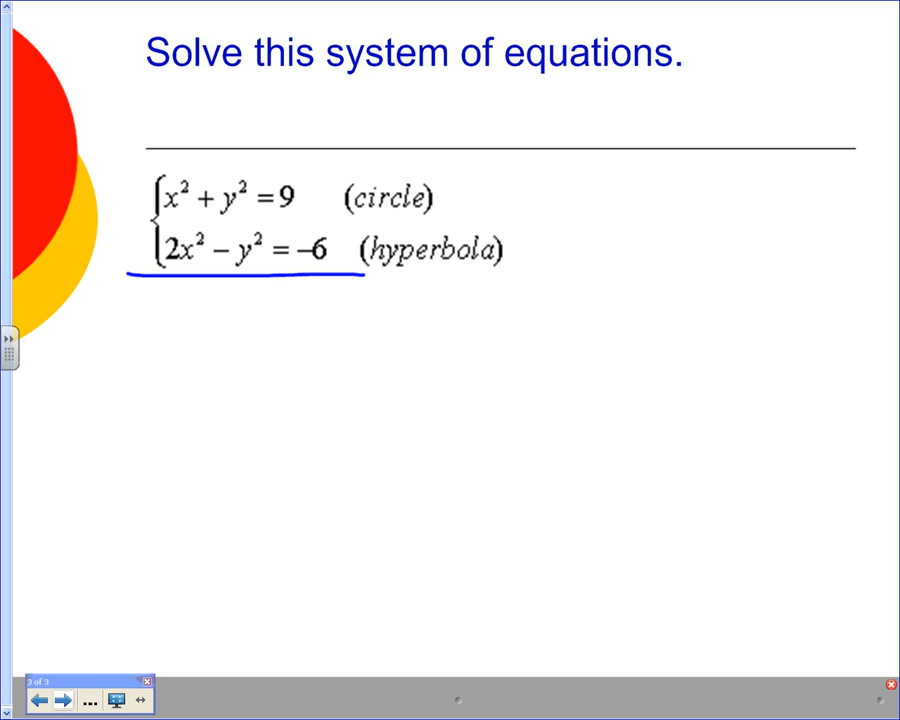 Solve this system of equations.
x² + y² = 9 (circle)
2x² − y² = −6 (hyperbola)
3 of 3
...